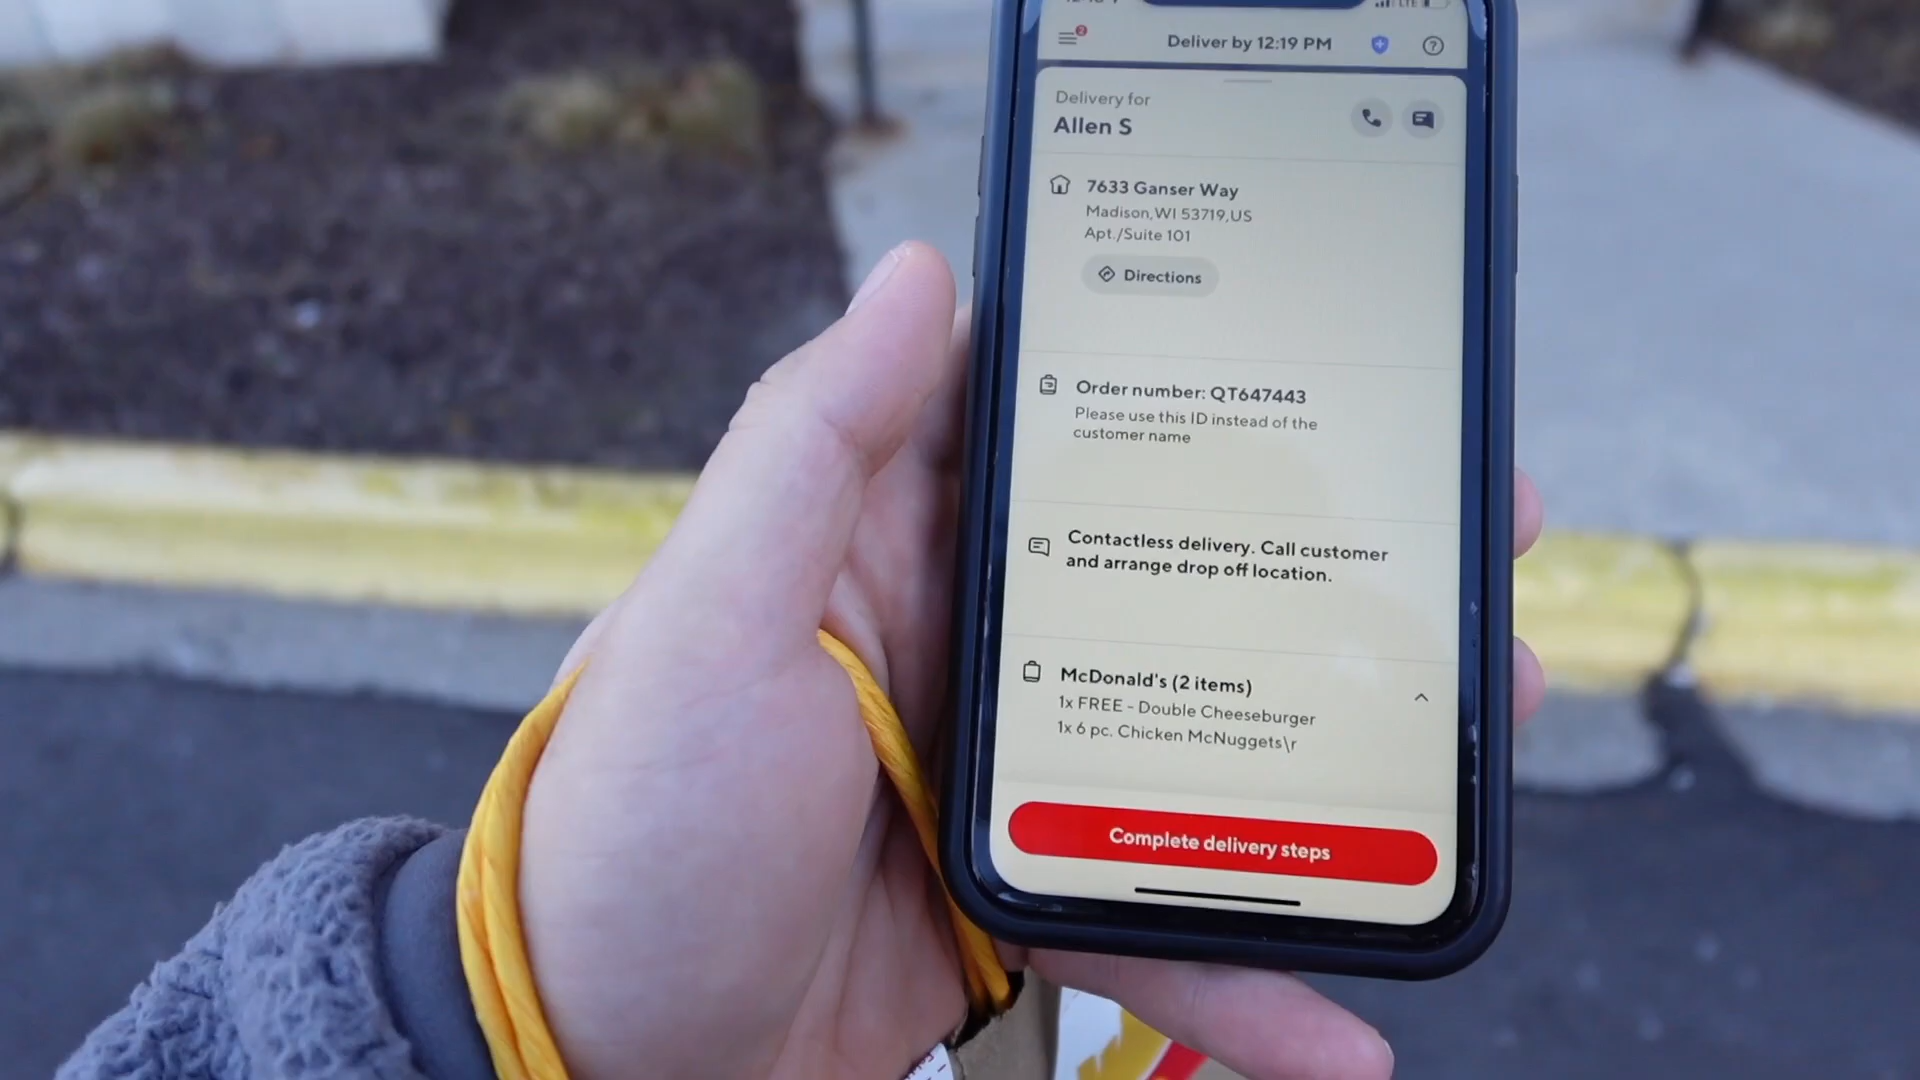 2
Deliver by 12:19 PM
Delivery for
Allen S
7633 Ganser Way
Madison,WI 53719,US
Apt./Suite 101
Directions
Order number: QT647443
Please use this ID instead of the
customer name
Contactless delivery. Call customer
and arrange drop off location.
McDonald's (2 items)
1x FREE - Double Cheeseburger
1x 6 pc. Chicken McNuggets\r
Complete delivery steps